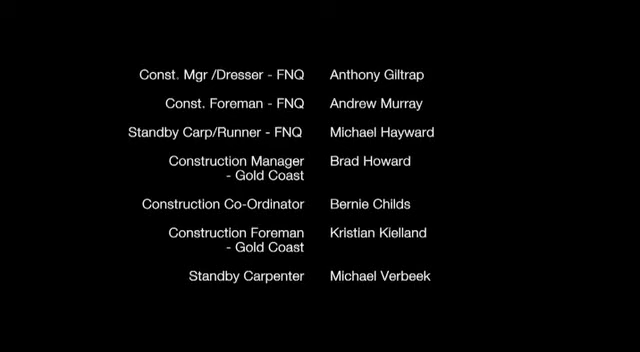 Const. Mgr /Dresser - FNQ Anthony Giltrap
Const. Foreman - FNQ Andrew Murray
Standby Carp/Runner - FNQ Michael Hayward
Construction Manager Brad Howard
- Gold Coast
Construction Co-Ordinator Bernie Childs
Construction Foreman Kristian Kielland
- Gold Coast
Standby Carpenter Michael Verbeek